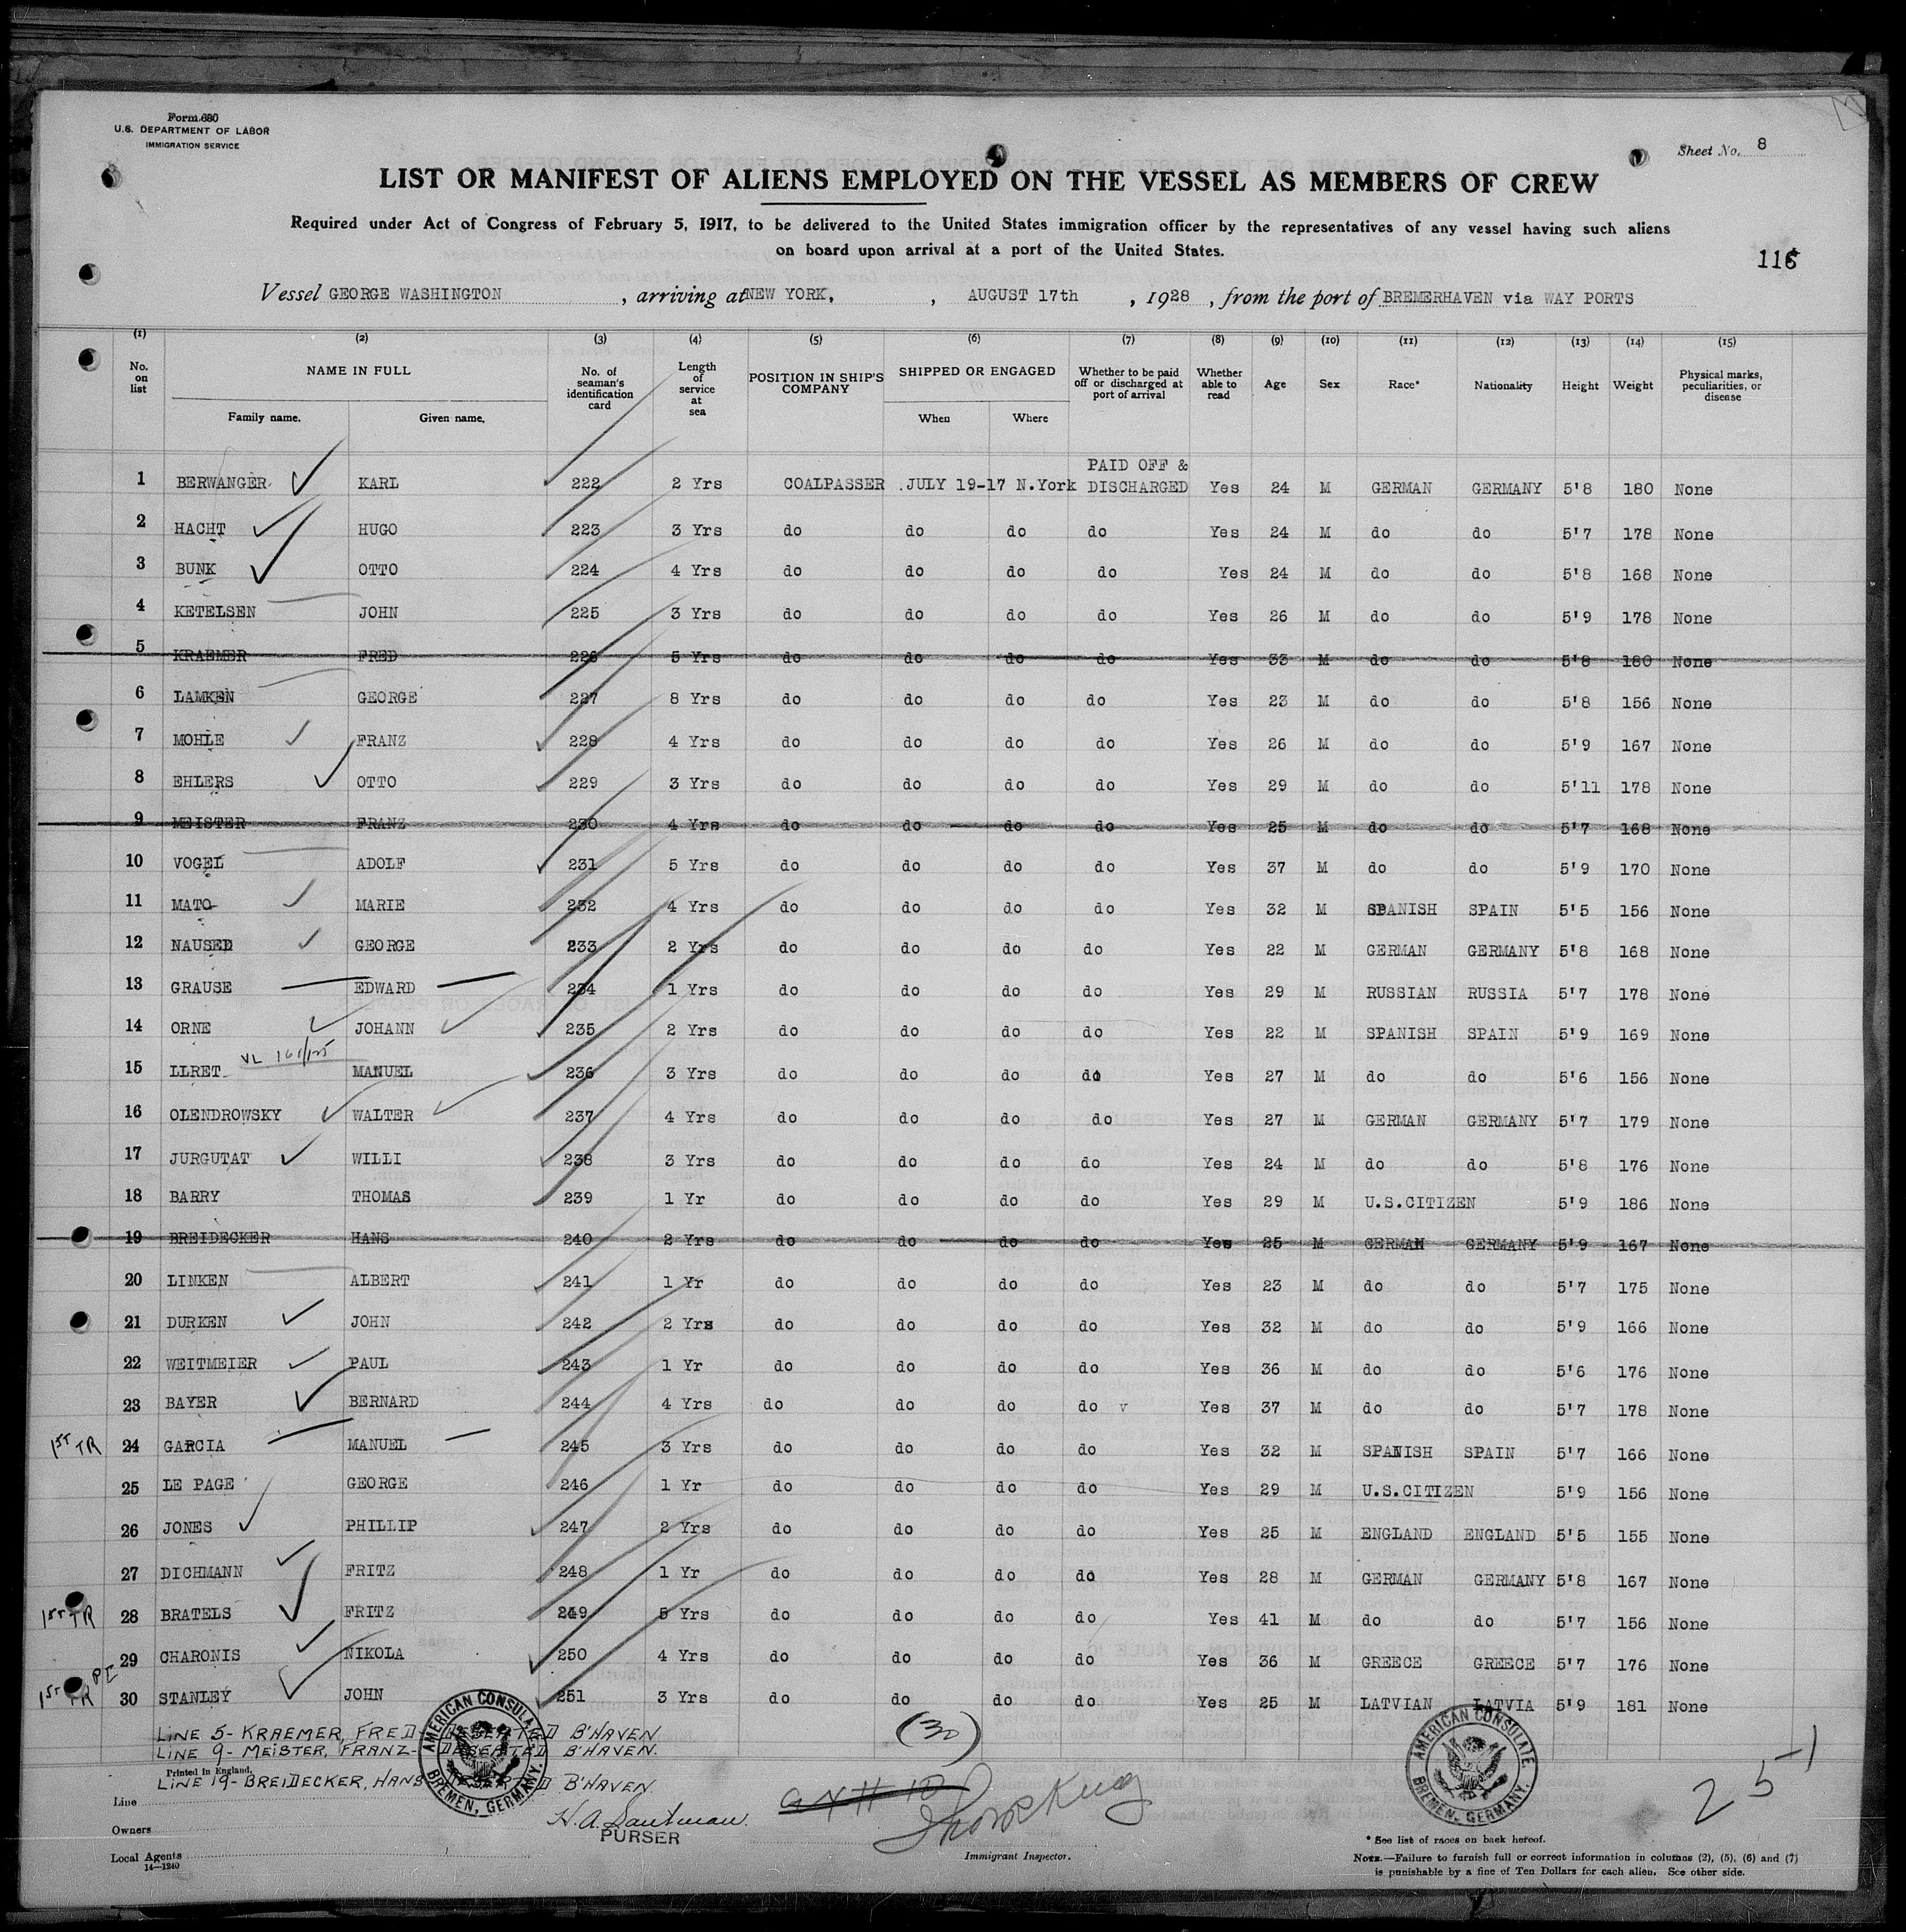 Form 680
U.S. DEPARTMENT OF LABOR
IMMIGRATION SERVICE
Sheet No. 8
LIST OR MANIFEST OF ALIENS EMPLOYED ON THE VESSEL AS MEMBERS OF CREW
Required under Act of Congress of February 5, 1917, to be delivered to the United States immigration officer by the representatives of any vessel having such aliens
on board upon arrival at a port of the United States.
116
Vessel GEORGE WASHINGTON, arriving at NEW YORK, , AUGUST 17th, 1928, from the port of BREMERHAVEN via WAY PORTS
(1) (2) (3) (4) (5) (6) (7) (8) (9) (10) (11) (12) (13) (14) (15)
No. on list NAME IN FULL Family name. Given name. No. of seaman's identification card Length of service at sea POSITION IN SHIP'S COMPANY SHIPPED OR ENGAGED When Where Whether to be paid off or discharged at port of arrival Whether able to read Age Sex Race* Nationality Height Weight Physical marks, peculiarities, or disease
1 BERWANGER KARL 222 2 Yrs COALPASSER JULY 19-17 N.York PAID OFF & DISCHARGED Yes 24 M GERMAN GERMANY 5'8 180 None
2 HACHT HUGO 223 3 Yrs do do do do Yes 24 M do do 5'7 178 None
3 BUNK OTTO 224 4 Yrs do do do do Yes 24 M do do 5'8 168 None
4 KETELSEN JOHN 225 3 Yrs do do do do Yes 26 M do do 5'9 178 None
5 KRAEMER FRED 226 5 Yrs do do do do Yes 33 M do do 5'8 180 None
6 LAMKEN GEORGE 227 8 Yrs do do do do Yes 23 M do do 5'8 156 None
7 MOHLE FRANZ 228 4 Yrs do do do do Yes 26 M do do 5'9 167 None
8 EHLERS OTTO 229 3 Yrs do do do do Yes 29 M do do 5'11 178 None
9 MEISTER FRANZ 230 4 Yrs do do do do Yes 25 M do do 5'7 168 None
10 VOGEL ADOLF 231 5 Yrs do do do do Yes 37 M do do 5'9 170 None
11 MATO MARIE 232 4 Yrs do do do do Yes 32 M SPANISH SPAIN 5'5 156 None
12 NAUSED GEORGE 233 2 Yrs do do do do Yes 22 M GERMAN GERMANY 5'8 168 None
13 GRAUSE EDWARD 234 1 Yrs do do do do Yes 29 M RUSSIAN RUSSIA 5'7 178 None
14 ORNE JOHANN 235 2 Yrs do do do do Yes 22 M SPANISH SPAIN 5'9 169 None
15 LLRET VL MANUEL 236 3 Yrs do do do do Yes 27 M do do 5'6 156 None
16 OLENDROWSKY WALTER 237 4 Yrs do do do do Yes 27 M GERMAN GERMANY 5'7 179 None
17 JURGUTAT WILLI 238 3 Yrs do do do do Yes 24 M do do 5'8 176 None
18 BARRY THOMAS 239 1 Yr do do do do Yes 29 M U.S.CITIZEN 5'9 186 None
19 BREIDECKER HANS 240 2 Yrs do do do do Yes 25 M GERMAN GERMANY 5'9 167 None
20 LINKEN ALBERT 241 1 Yr do do do do Yes 23 M do do 5'7 175 None
21 DURKEN JOHN 242 2 Yrs do do do do Yes 32 M do do 5'9 166 None
22 WEITMEIER PAUL 243 1 Yr do do do do Yes 36 M do do 5'6 176 None
23 BAYER BERNARD 244 4 Yrs do do do do v Yes 37 M do do 5'7 178 None
1ST TR 24 GARCIA MANUEL 245 3 Yrs do do do do Yes 32 M SPANISH SPAIN 5'7 166 None
25 LE PAGE GEORGE 246 1 Yr do do do do Yes 29 M U.S.CITIZEN 5'9 156 None
26 JONES PHILLIP 247 2 Yrs do do do do Yes 25 M ENGLAND ENGLAND 5'5 155 None
27 DICHMANN FRITZ 248 1 Yr do do do do Yes 28 M GERMAN GERMANY 5'8 167 None
1ST TR 28 BRATELS FRITZ 249 5 Yrs do do do do Yes 41 M do do 5'7 156 None
29 CHARONIS NIKOLA 250 4 Yrs do do do do Yes 36 M GREECE GREECE 5'7 176 None
1ST TR PE 30 STANLEY JOHN 251 3 Yrs do do do do Yes 25 M LATVIAN LATVIA 5'9 181 None
LINE 5- KRAEMER, FRED- DESERTED B'HAVEN
LINE 9- MEISTER, FRANZ- DESERTED B'HAVEN.
Printed in England.
LINE 19- BREIDECKER, HANS DESERTED B'HAVEN.
(30)
AMERICAN CONSULATE
BREMEN, GERMANY.
AMERICAN CONSULATE
BREMEN, GERMANY.
251
Line
Owners
H. A.
PURSER
Local Agents
14—1240
Immigrant Inspector.
* See list of races on back hereof.
NOTE.—Failure to furnish full or correct information in columns (2), (5), (6) and (7)
is punishable by a fine of Ten Dollars for each alien. See other side.